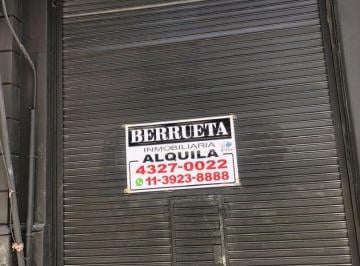 BERRUETA
INMOBILIARIA
ALQUILA
4327-0022
11-3923-8888